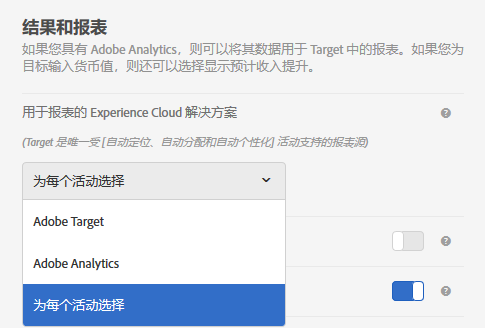 结果和报表
如果您具有 Adobe Analytics，则可以将其数据用于 Target 中的报表。如果您为
目标输入货币值，则还可以选择显示预计收入提升。
用于报表的 Experience Cloud 解决方案
(Target 是唯一受 [自动定位、自动分配和自动个性化] 活动支持的报表源)
为每个活动选择
Adobe Target
Adobe Analytics
为每个活动选择